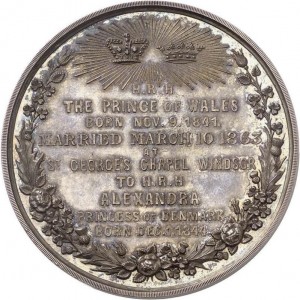 H.R.H
THE PRINCE OF WALES
BORN NOV. 9. 1841.
MARRIED MARCH 10 1863
AT
ST GEORGES CHAPEL WINDSOR
TO H.R.H
ALEXANDRA
PRINCESS OF DENMARK
BORN DEC. 1. 1844.